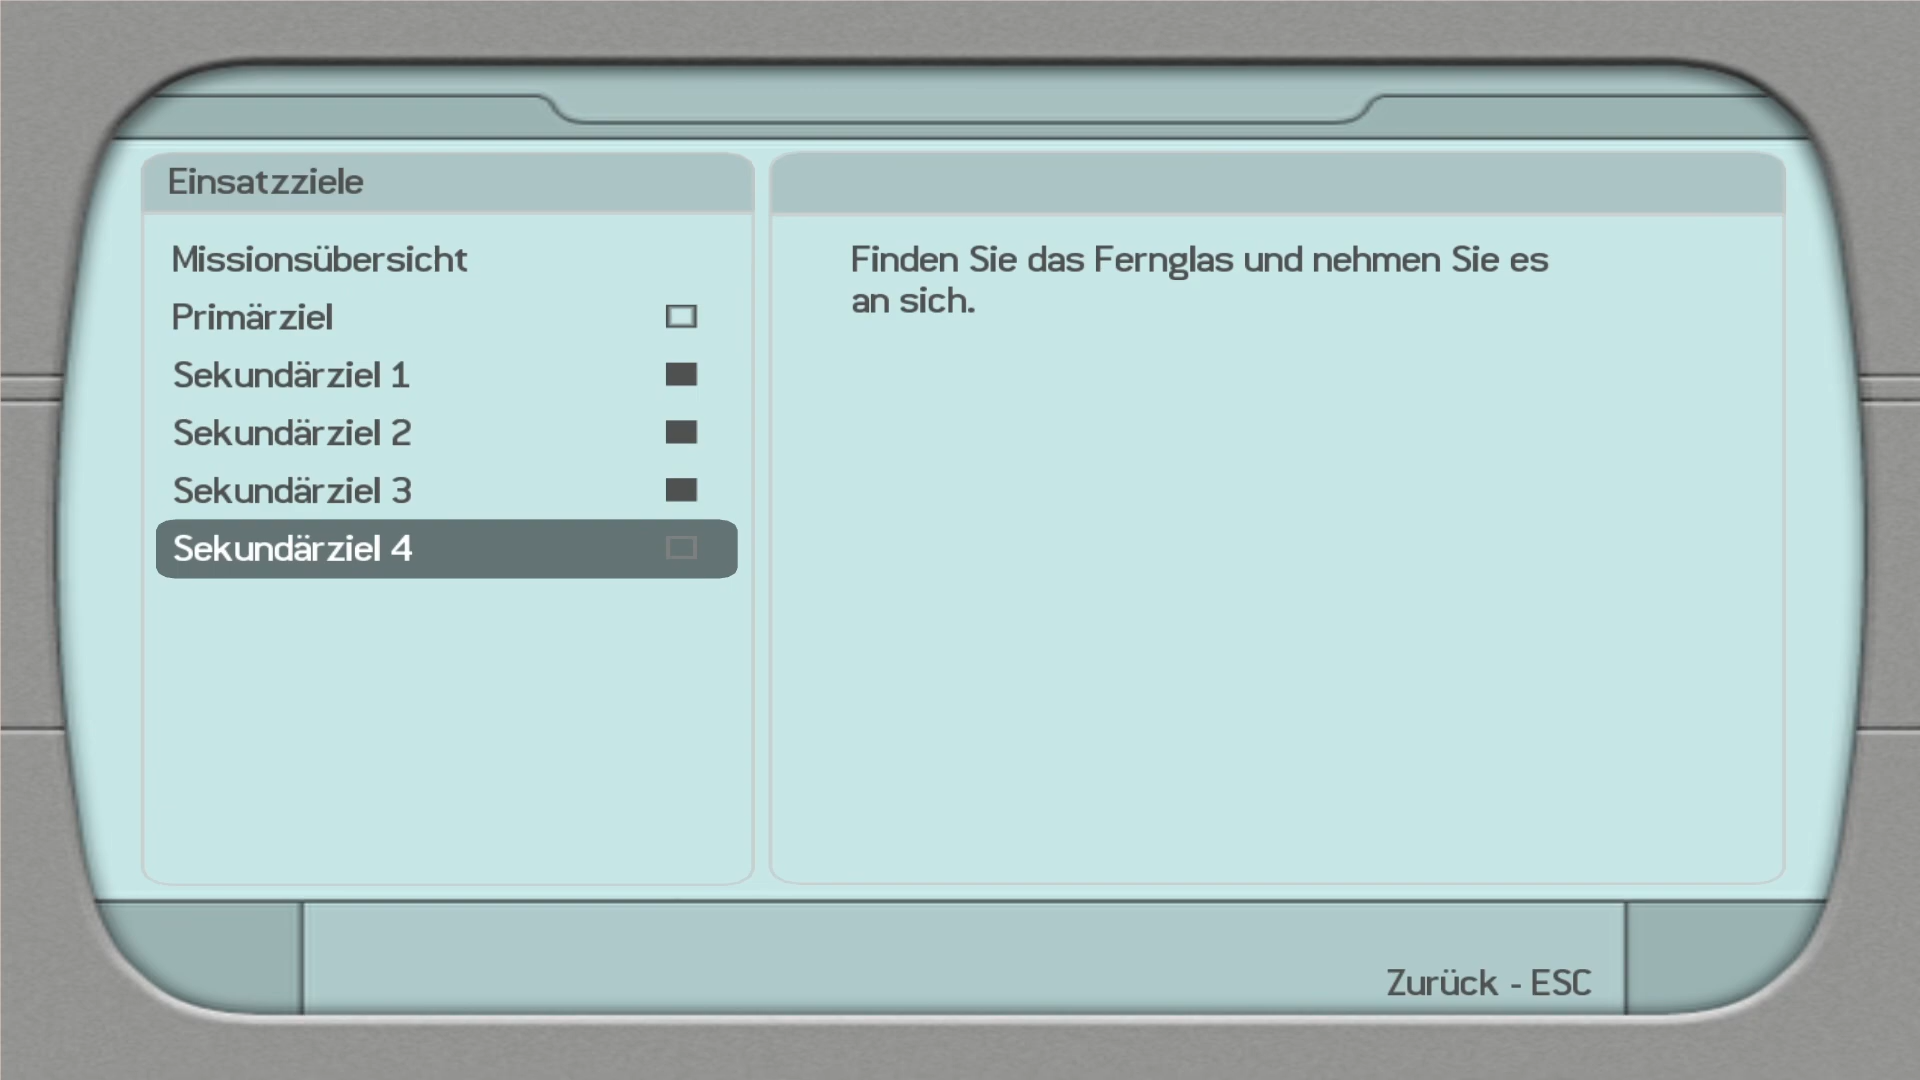 Einsatzziele
Missionsübersicht
Primärziel
Sekundärziel 1
Sekundärziel 2
Sekundärziel 3
Sekundärziel 4
Finden Sie das Fernglas und nehmen Sie es
an sich.
Zurück - ESC